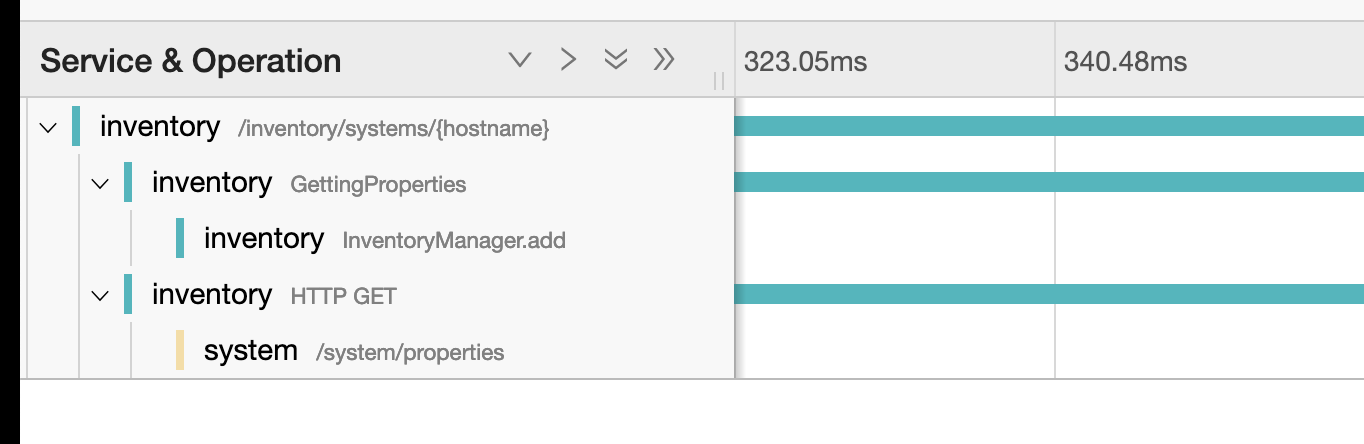 Service & Operation 323.05ms 340.48ms
inventory /inventory/systems/{hostname}
inventory GettingProperties
inventory InventoryManager.add
inventory HTTP GET
system /system/properties